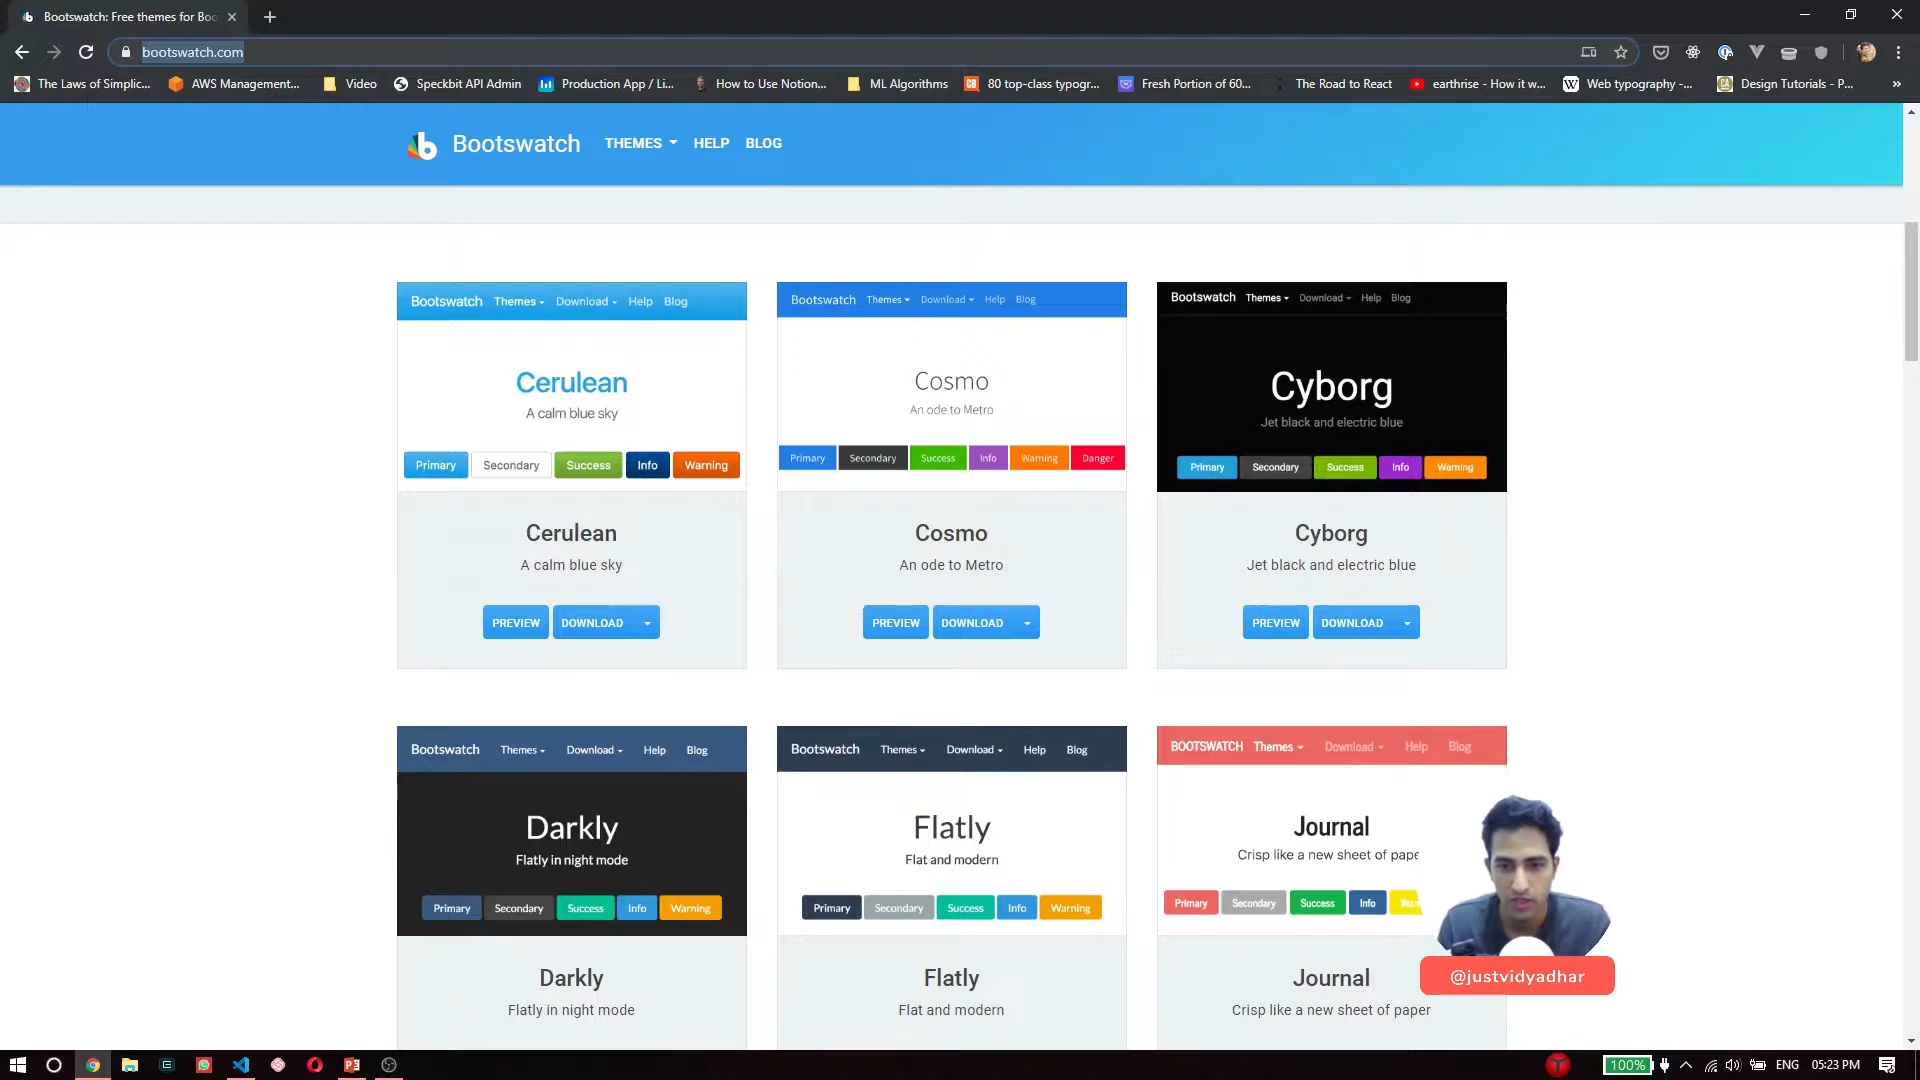 Bootswatch: Free themes for Boo
bootswatch.com
The Laws of Simplic...
AWS Management...
Video
Speckbit API Admin
Production App / Li...
How to Use Notion...
ML Algorithms
80 top-class typogr...
Fresh Portion of 60...
The Road to React
earthrise - How it w...
Web typography -...
Design Tutorials - P...
Bootswatch THEMES HELP BLOG
Bootswatch Themes Download Help Blog
Cerulean
A calm blue sky
Primary Secondary Success Info Warning
Cerulean
A calm blue sky
PREVIEW DOWNLOAD
Bootswatch Themes Download Help Blog
Cosmo
An ode to Metro
Primary Secondary Success Info Warning Danger
Cosmo
An ode to Metro
PREVIEW DOWNLOAD
Bootswatch Themes Download Help Blog
Cyborg
Jet black and electric blue
Primary Secondary Success Info Warning
Cyborg
Jet black and electric blue
PREVIEW DOWNLOAD
Bootswatch Themes Download Help Blog
Darkly
Flatly in night mode
Primary Secondary Success Info Warning
Darkly
Flatly in night mode
Bootswatch Themes Download Help Blog
Flatly
Flat and modern
Primary Secondary Success Info Warning
Flatly
Flat and modern
BOOTSWATCH Themes Download Help Blog
Journal
Crisp like a new sheet of pape
Primary Secondary Success Info
Journal
Crisp like a new sheet of paper
@justvidyadhar
100%
ENG
05:23 PM